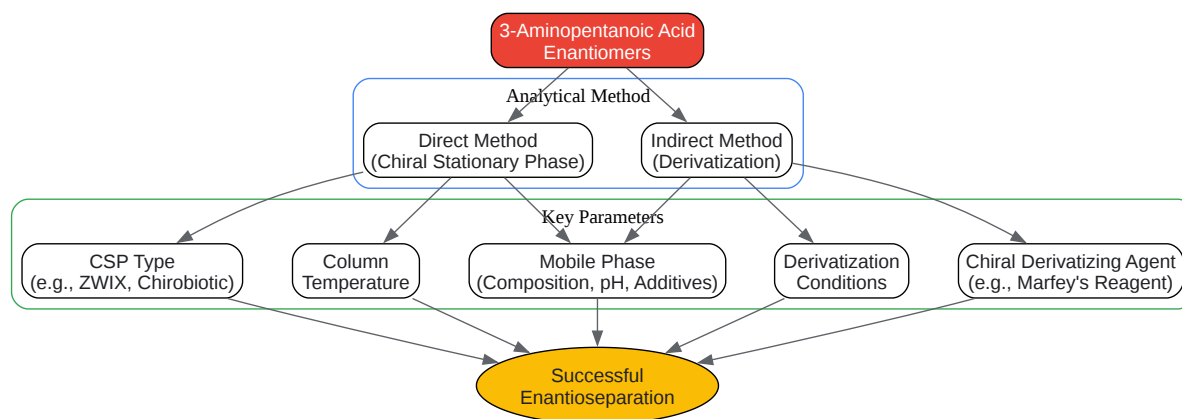 3-Aminopentanoic Acid
Enantiomers
Analytical Method
Direct Method
(Chiral Stationary Phase)
Indirect Method
(Derivatization)
Key Parameters
CSP Type
(e.g., ZWIX, Chirobiotic)
Column
Temperature
Mobile Phase
(Composition, pH, Additives)
Derivatization
Conditions
Chiral Derivatizing Agent
(e.g., Marfey's Reagent)
Successful
Enantioseparation